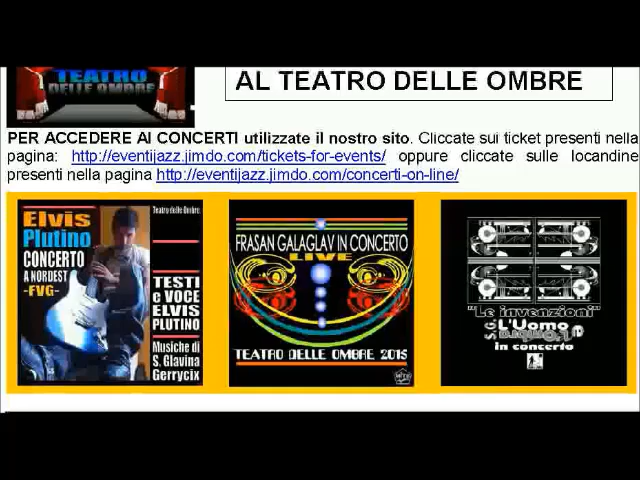 TEATRO
DELLE OMBRE
AL TEATRO DELLE OMBRE
PER ACCEDERE AI CONCERTI utilizzate il nostro sito. Cliccate sui ticket presenti nella
pagina: http://eventijazz.jimdo.com/tickets-for-events/ oppure cliccate sulle locandine
presenti nella pagina http://eventijazz.jimdo.com/concerti-on-line/
Elvis
Plutino
CONCERTO
A NORDEST
-FVG-
Teatro delle Ombre
TESTI
e VOCE
ELVIS
PLUTINO
Musiche di
S. Glavina
Gerrycix
FRASAN GALAGLAV IN CONCERTO
LIVE
TEATRO DELLE OMBRE 2015
"Le invenzioni"
S.G.
L'Uomo
in concerto